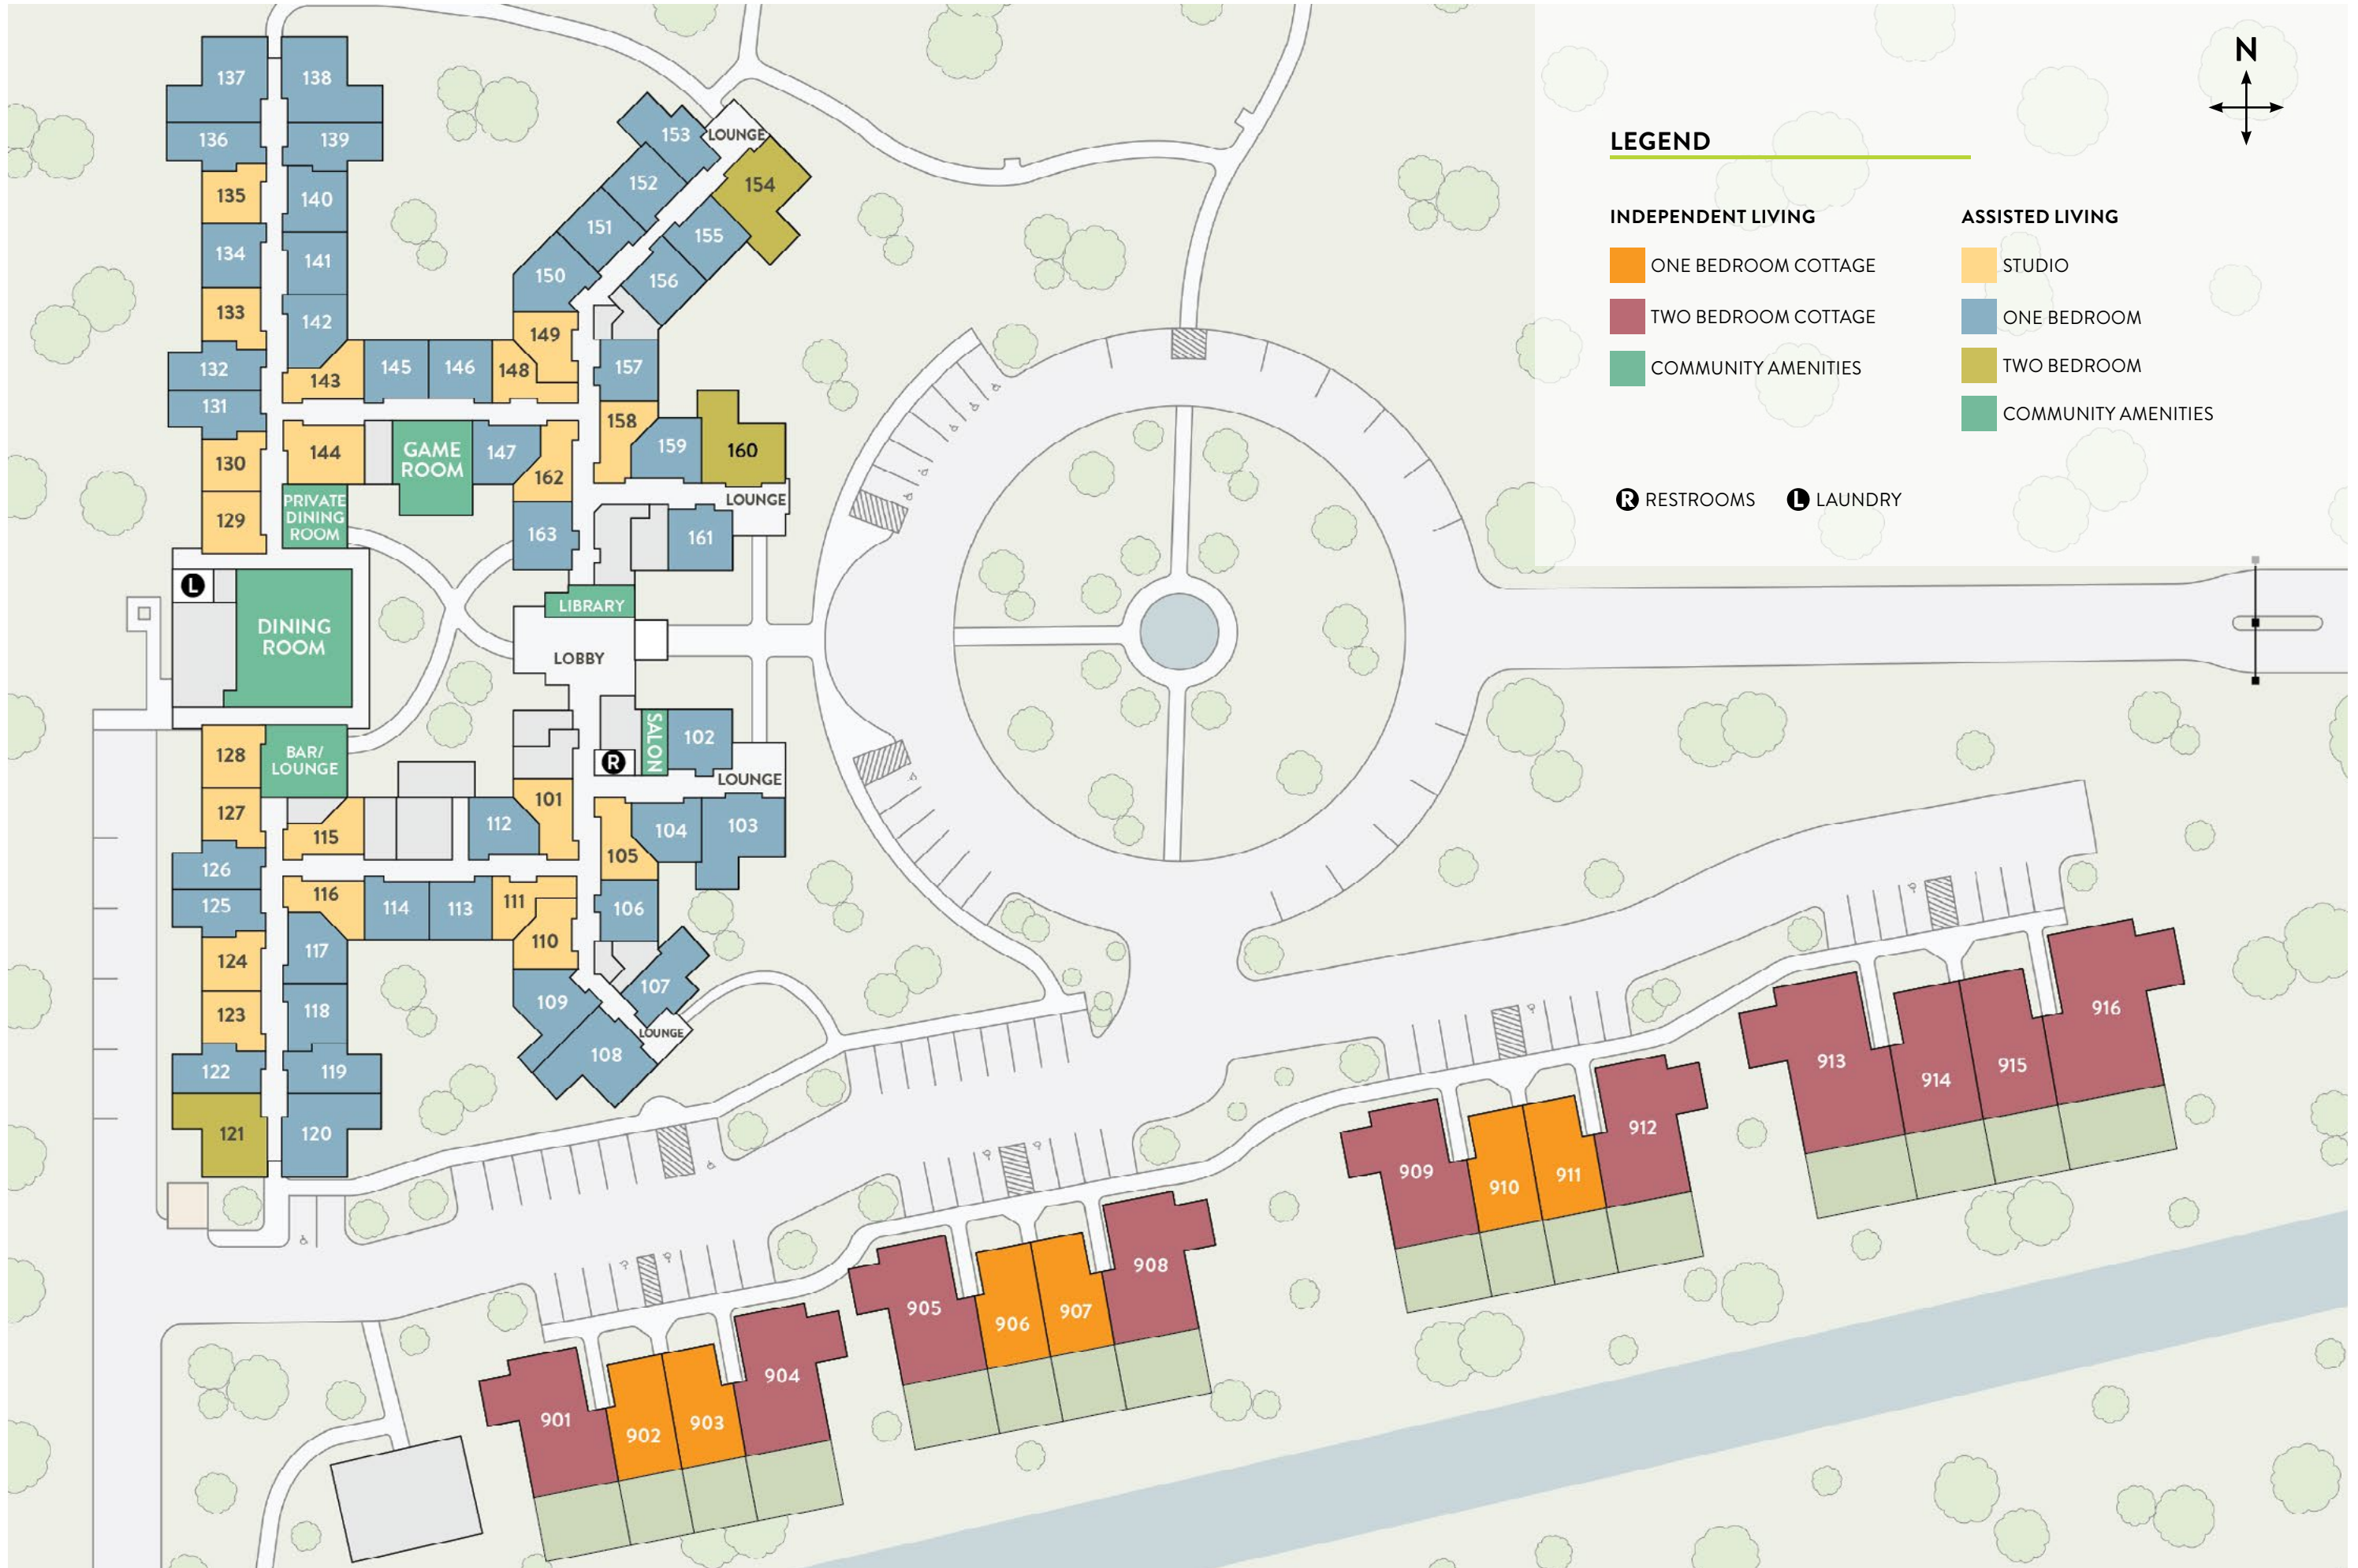 N
LEGEND
INDEPENDENT LIVING
ONE BEDROOM COTTAGE
TWO BEDROOM COTTAGE
COMMUNITY AMENITIES
ASSISTED LIVING
STUDIO
ONE BEDROOM
TWO BEDROOM
COMMUNITY AMENITIES
R RESTROOMS
L LAUNDRY
137
138
136
139
135
140
134
141
133
142
132
131
143
145
146
148
149
130
144
GAME
ROOM
147
162
129
PRIVATE
DINING
ROOM
163
153
LOUNGE
152
154
151
155
150
156
157
158
159
160
LOUNGE
161
L
DINING
ROOM
LIBRARY
LOBBY
SALON
102
R
LOUNGE
128
BAR/
LOUNGE
127
115
112
101
105
104
103
126
125
116
114
113
111
110
106
124
117
123
118
109
107
LOUNGE
108
122
119
121
120
901
902
903
904
905
906
907
908
909
910
911
912
913
914
915
916